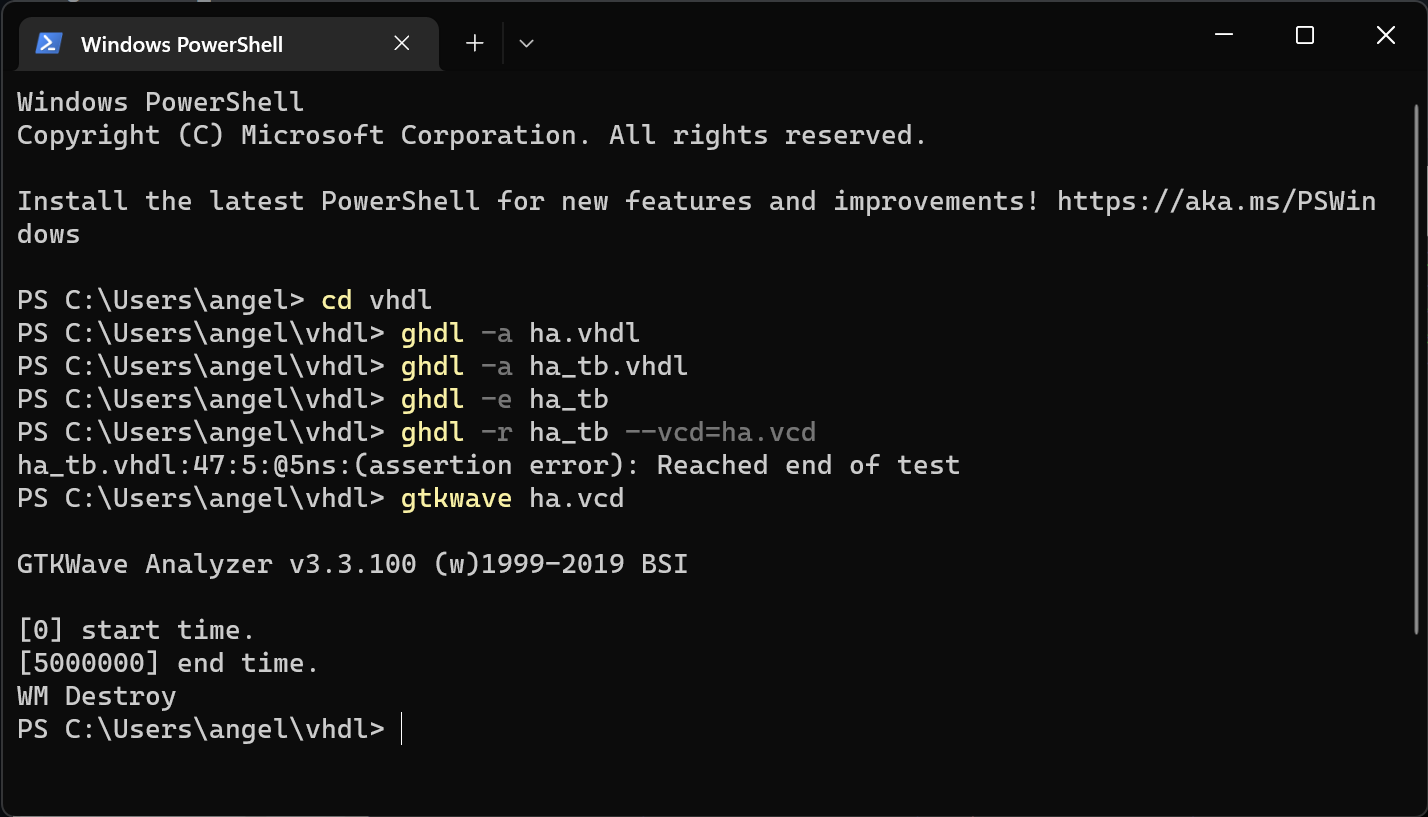 Windows PowerShell
Windows PowerShell
Copyright (C) Microsoft Corporation. All rights reserved.
Install the latest PowerShell for new features and improvements! https://aka.ms/PSWin
dows
PS C:\Users\angel> cd vhdl
PS C:\Users\angel\vhdl> ghdl -a ha.vhdl
PS C:\Users\angel\vhdl> ghdl -a ha_tb.vhdl
PS C:\Users\angel\vhdl> ghdl -e ha_tb
PS C:\Users\angel\vhdl> ghdl -r ha_tb --vcd=ha.vcd
ha_tb.vhdl:47:5:@5ns:(assertion error): Reached end of test
PS C:\Users\angel\vhdl> gtkwave ha.vcd
GTKWave Analyzer v3.3.100 (w)1999-2019 BSI
[0] start time.
[5000000] end time.
WM Destroy
PS C:\Users\angel\vhdl>